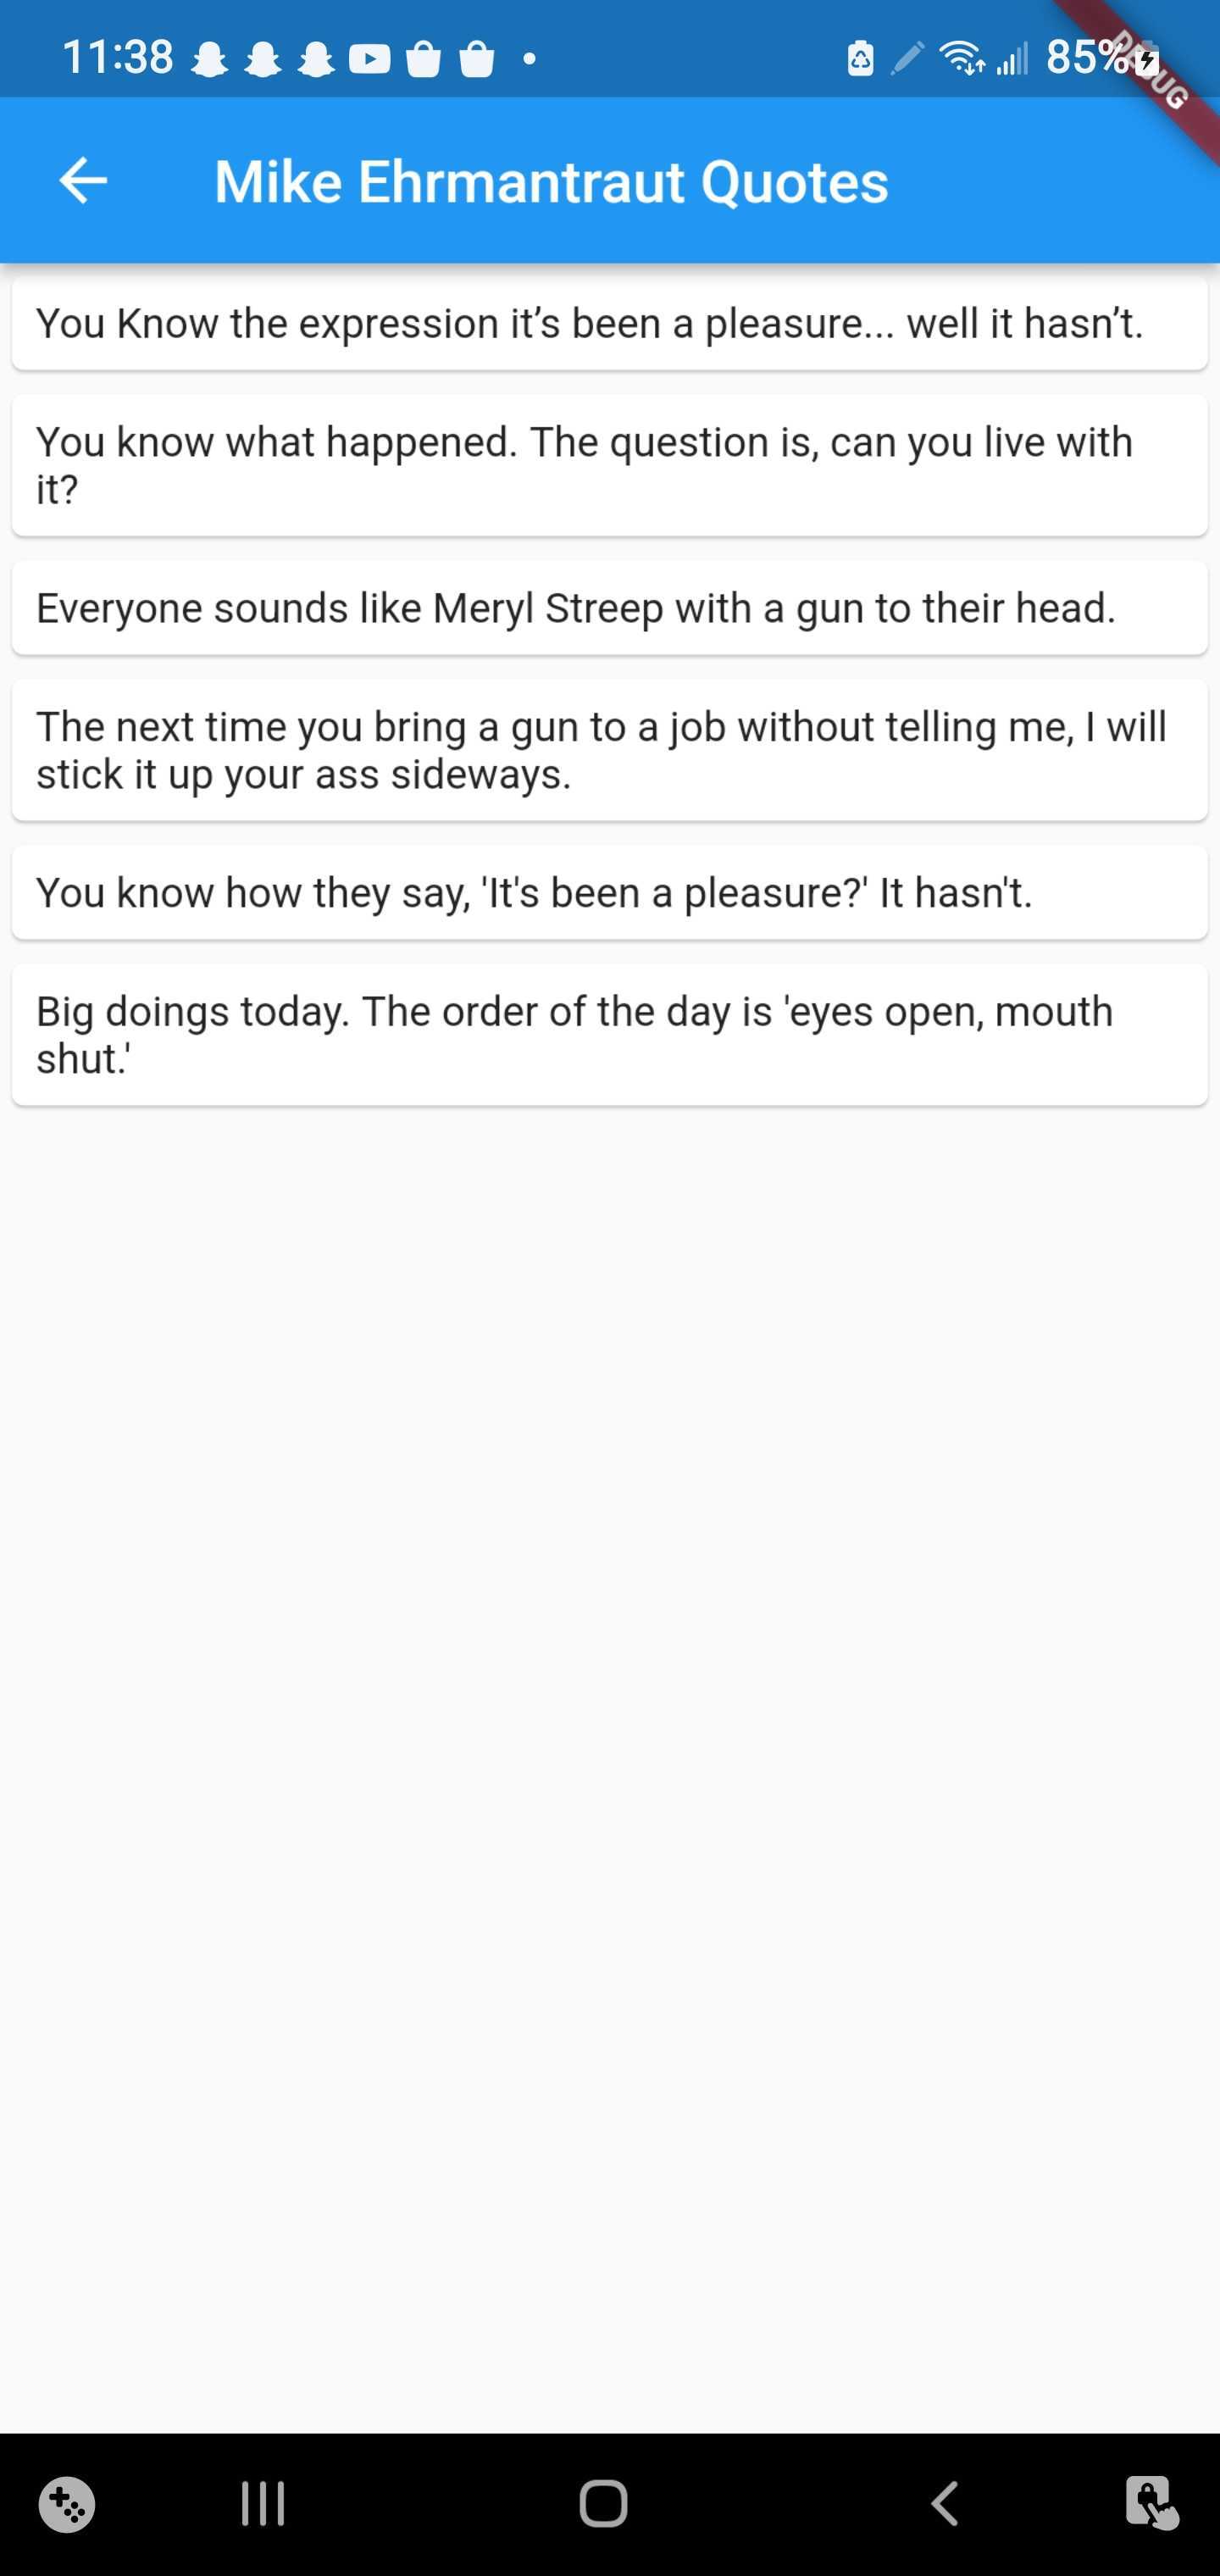 11:38
85%
DEBUG
Mike Ehrmantraut Quotes
You Know the expression it’s been a pleasure... well it hasn’t.
You know what happened. The question is, can you live with
it?
Everyone sounds like Meryl Streep with a gun to their head.
The next time you bring a gun to a job without telling me, I will
stick it up your ass sideways.
You know how they say, 'It's been a pleasure?' It hasn't.
Big doings today. The order of the day is 'eyes open, mouth
shut.'